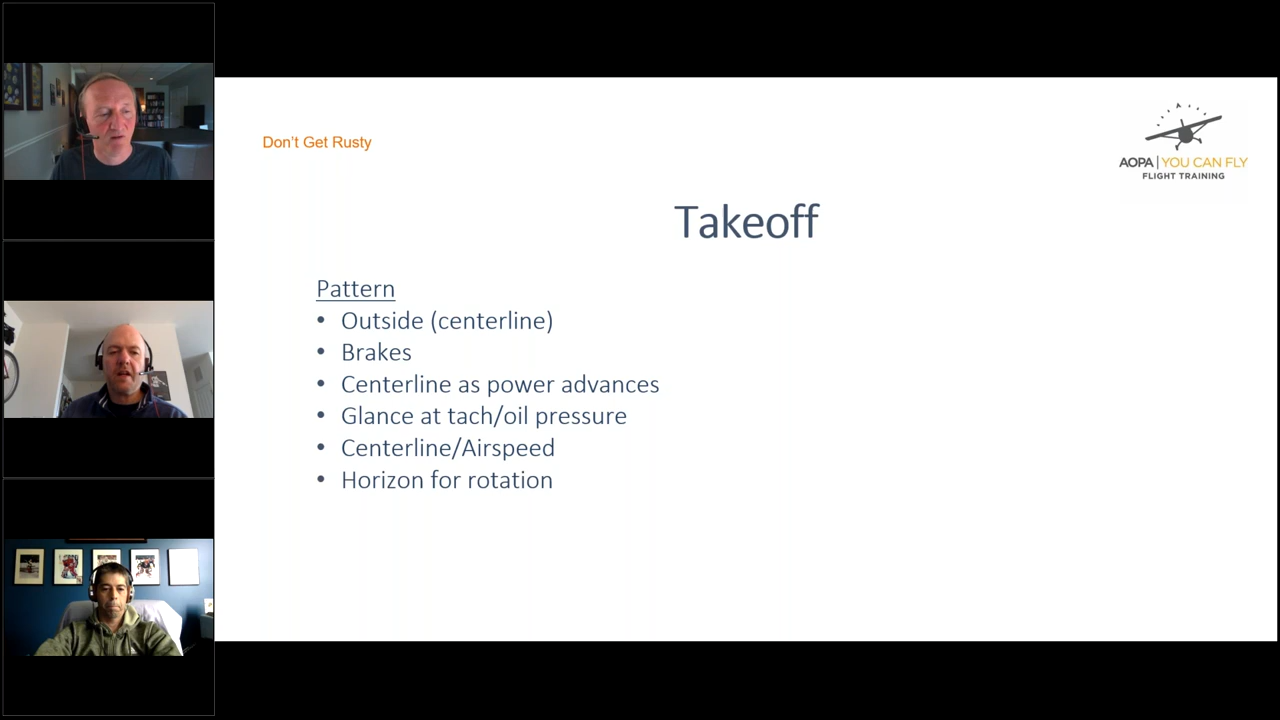 Don't Get Rusty
AOPA | YOU CAN FLY
FLIGHT TRAINING
Takeoff
Pattern
• Outside (centerline)
• Brakes
• Centerline as power advances
• Glance at tach/oil pressure
• Centerline/Airspeed
• Horizon for rotation